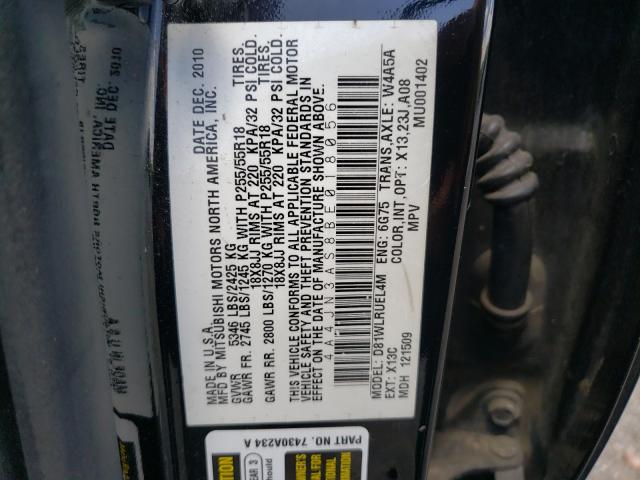 MADE IN U.S.A. DATE DEC. 2010
MFG BY MITSUBISHI MOTORS NORTH AMERICA, INC.
GVWR 5346 LBS/2425 KG
GAWR FR. 2745 LBS/1245 KG WITH P255/55R18 TIRES,
18X8JJ RIMS AT 220 KPA/32 PSI COLD.
GAWR RR. 2800 LBS/1270 KG WITH P255/55R18 TIRES,
18X8JJ RIMS AT 220 KPA/32 PSI COLD.
THIS VEHICLE CONFORMS TO ALL APPLICABLE FEDERAL MOTOR
VEHICLE SAFETY AND THEFT PREVENTION STANDARDS IN
EFFECT ON THE DATE OF MANUFACTURE SHOWN ABOVE.
4A4JN3AS8BE018056
MODEL: D81WLRUEL4M ENG: 6G75 TRANS,AXLE: W4A5A
EXT: X13C COLOR,INT,OPT: X13,23J,A08
MDH 121509 MPV MU001402
PART NO. 7430A234 A